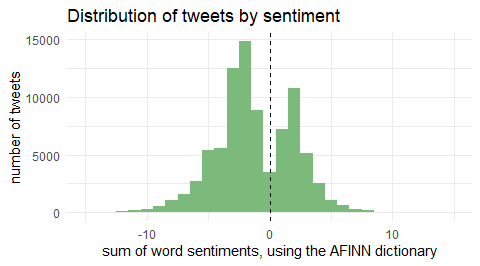 Distribution of tweets by sentiment
number of tweets
15000
10000
5000
0
-10
0
10
sum of word sentiments, using the AFINN dictionary